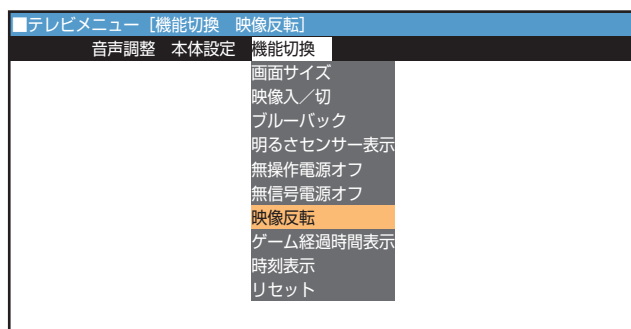 ■テレビメニュー［機能切換　映像反転］
音声調整　本体設定　機能切換
画面サイズ
映像入／切
ブルーバック
明るさセンサー表示
無操作電源オフ
無信号電源オフ
映像反転
ゲーム経過時間表示
時刻表示
リセット